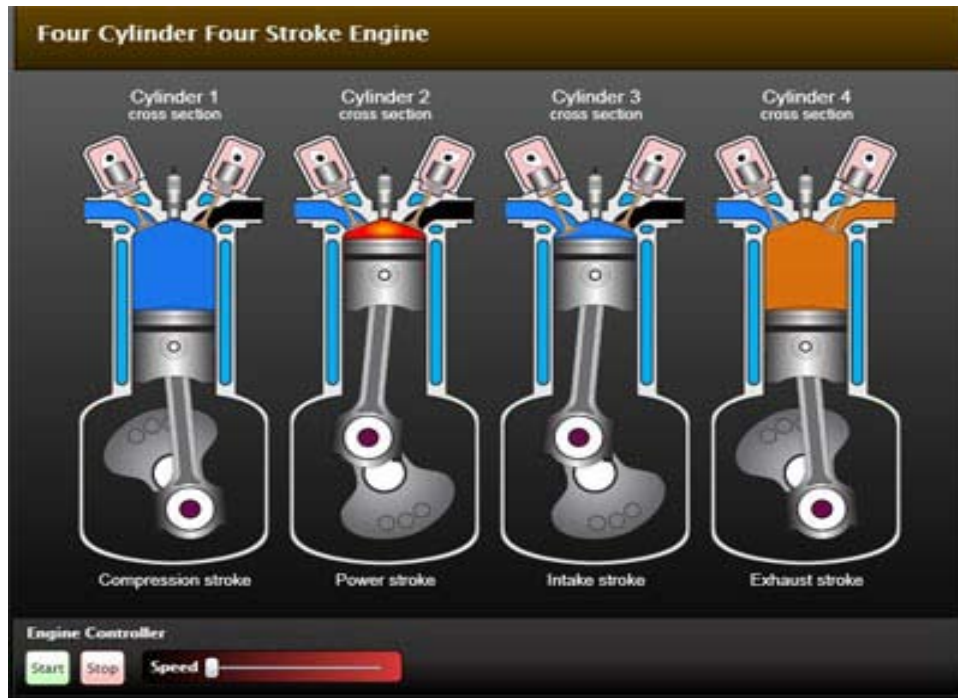 Four Cylinder Four Stroke Engine
Cylinder 1
cross section
Cylinder 2
cross section
Cylinder 3
cross section
Cylinder 4
cross section
Compression stroke
Power stroke
Intake stroke
Exhaust stroke
Engine Controller
Start
Stop
Speed